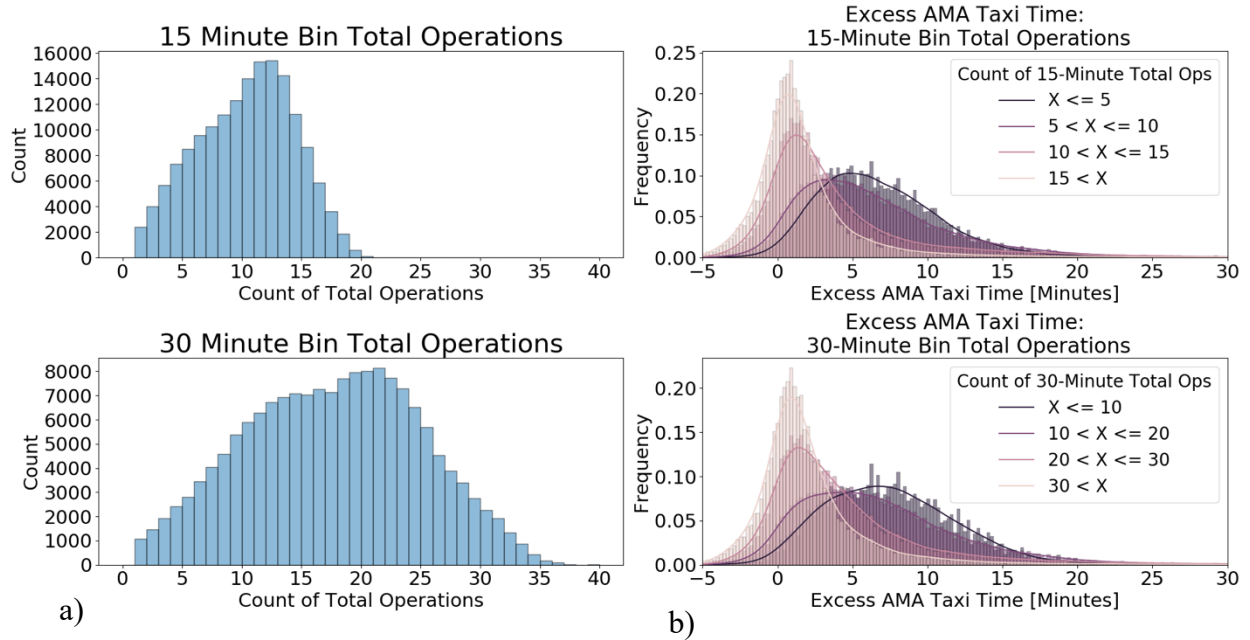 15 Minute Bin Total Operations
16000
14000
12000
10000
8000
6000
4000
2000
0
Count
0 5 10 15 20 25 30 35 40
Count of Total Operations
Excess AMA Taxi Time:
15-Minute Bin Total Operations
0.25
0.20
0.15
0.10
0.05
0.00
Frequency
Count of 15-Minute Total Ops
X <= 5
5 < X <= 10
10 < X <= 15
15 < X
−5 0 5 10 15 20 25 30
Excess AMA Taxi Time [Minutes]
30 Minute Bin Total Operations
8000
7000
6000
5000
4000
3000
2000
1000
0
Count
0 5 10 15 20 25 30 35 40
Count of Total Operations
a)
Excess AMA Taxi Time:
30-Minute Bin Total Operations
0.20
0.15
0.10
0.05
0.00
Frequency
Count of 30-Minute Total Ops
X <= 10
10 < X <= 20
20 < X <= 30
30 < X
−5 0 5 10 15 20 25 30
Excess AMA Taxi Time [Minutes]
b)